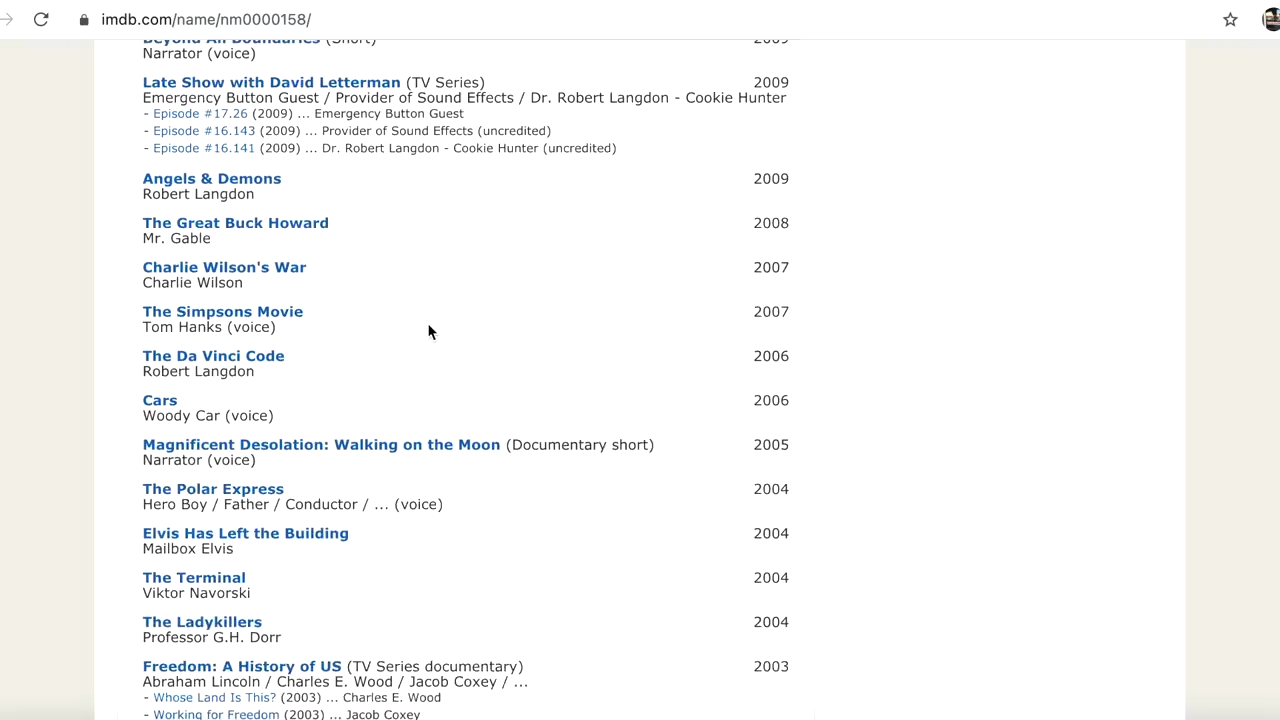 imdb.com/name/nm0000158/
Beyond All Boundaries (Short) 2009
Narrator (voice)
Late Show with David Letterman (TV Series) 2009
Emergency Button Guest / Provider of Sound Effects / Dr. Robert Langdon - Cookie Hunter
- Episode #17.26 (2009) ... Emergency Button Guest
- Episode #16.143 (2009) ... Provider of Sound Effects (uncredited)
- Episode #16.141 (2009) ... Dr. Robert Langdon - Cookie Hunter (uncredited)
Angels & Demons 2009
Robert Langdon
The Great Buck Howard 2008
Mr. Gable
Charlie Wilson's War 2007
Charlie Wilson
The Simpsons Movie 2007
Tom Hanks (voice)
The Da Vinci Code 2006
Robert Langdon
Cars 2006
Woody Car (voice)
Magnificent Desolation: Walking on the Moon (Documentary short) 2005
Narrator (voice)
The Polar Express 2004
Hero Boy / Father / Conductor / ... (voice)
Elvis Has Left the Building 2004
Mailbox Elvis
The Terminal 2004
Viktor Navorski
The Ladykillers 2004
Professor G.H. Dorr
Freedom: A History of US (TV Series documentary) 2003
Abraham Lincoln / Charles E. Wood / Jacob Coxey / ...
- Whose Land Is This? (2003) ... Charles E. Wood
- Working for Freedom (2003) ... Jacob Coxey